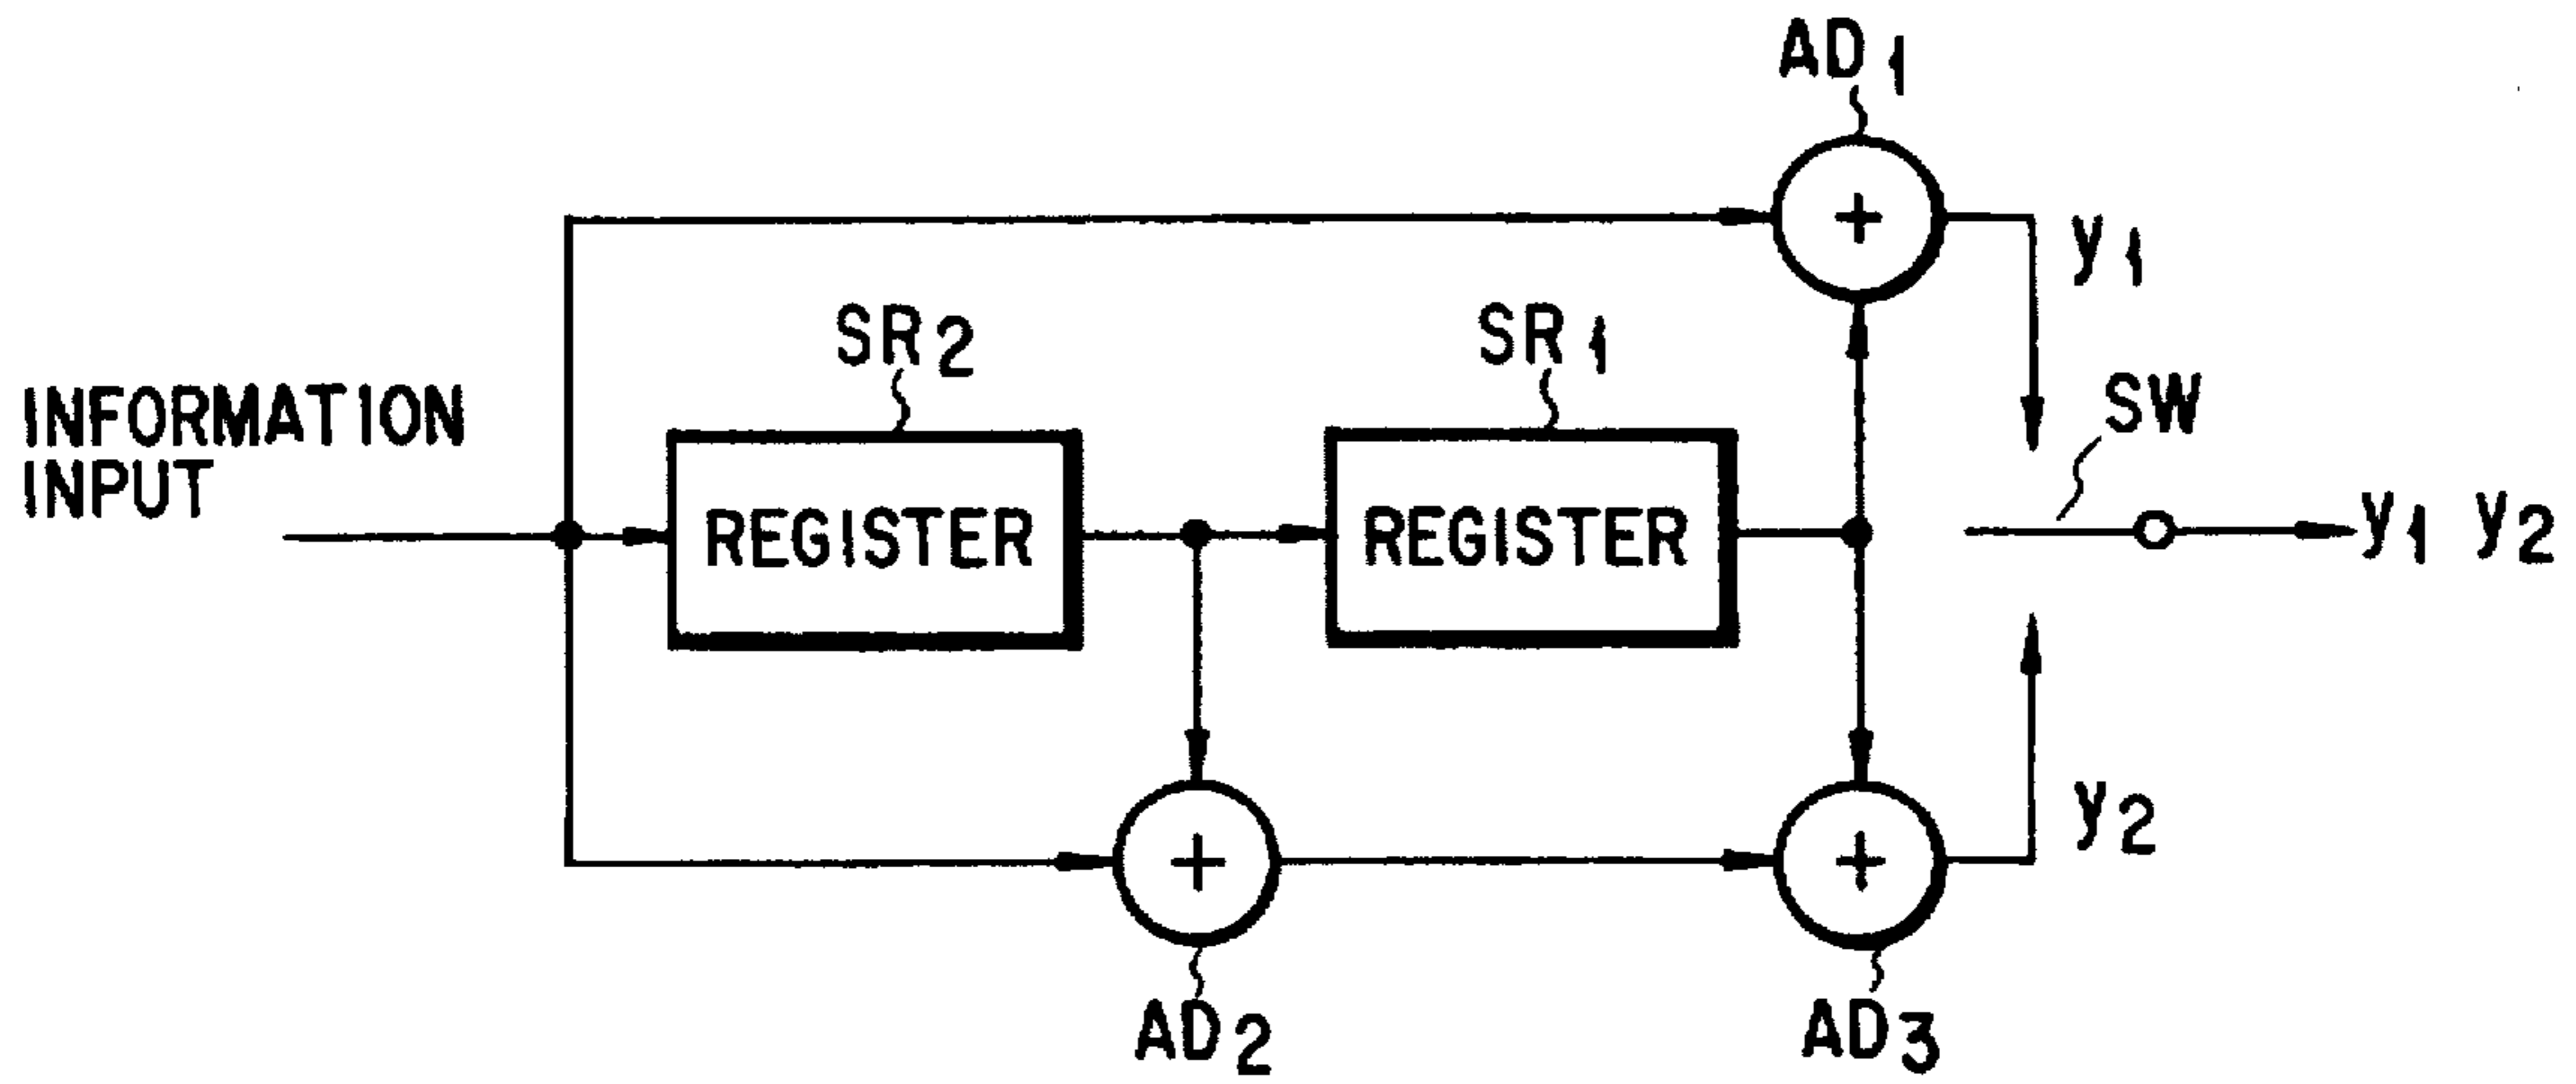 AD1
y1
SR2
SR1
SW
INFORMATION
INPUT
REGISTER
REGISTER
y1 y2
+
+
+
y2
AD2
AD3